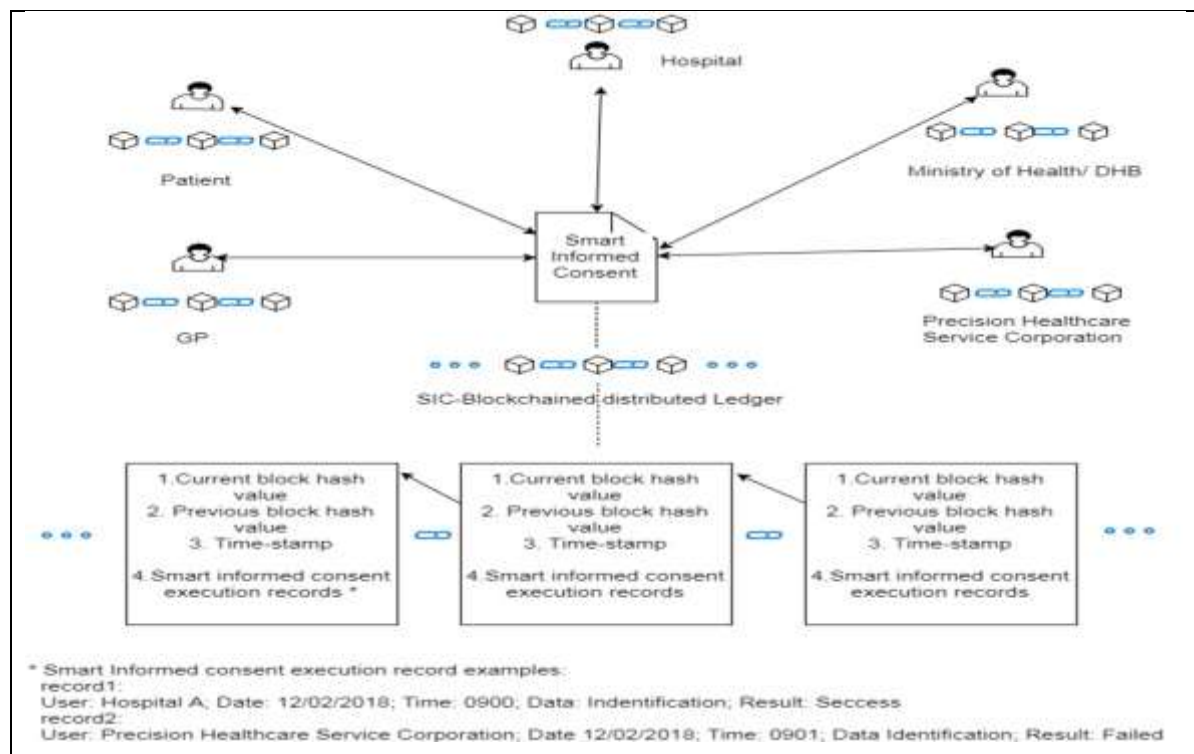 Hospital
Patient
Ministry of Health/ DHB
Smart
Informed
Consent
GP
Precision Healthcare
Service Corporation
SIC-Blockchained distributed Ledger
1.Current block hash
value
2. Previous block hash
value
3. Time-stamp
4.Smart informed consent
execution records *
1.Current block hash
value
2. Previous block hash
value
3. Time-stamp
4.Smart informed consent
execution records
1.Current block hash
value
2. Previous block hash
value
3. Time-stamp
4.Smart informed consent
execution records
* Smart Informed consent execution record examples:
record1:
User: Hospital A; Date: 12/02/2018; Time: 0900; Data: Indentification; Result: Seccess
record2:
User: Precision Healthcare Service Corporation; Date 12/02/2018; Time: 0901; Data Identification; Result: Failed